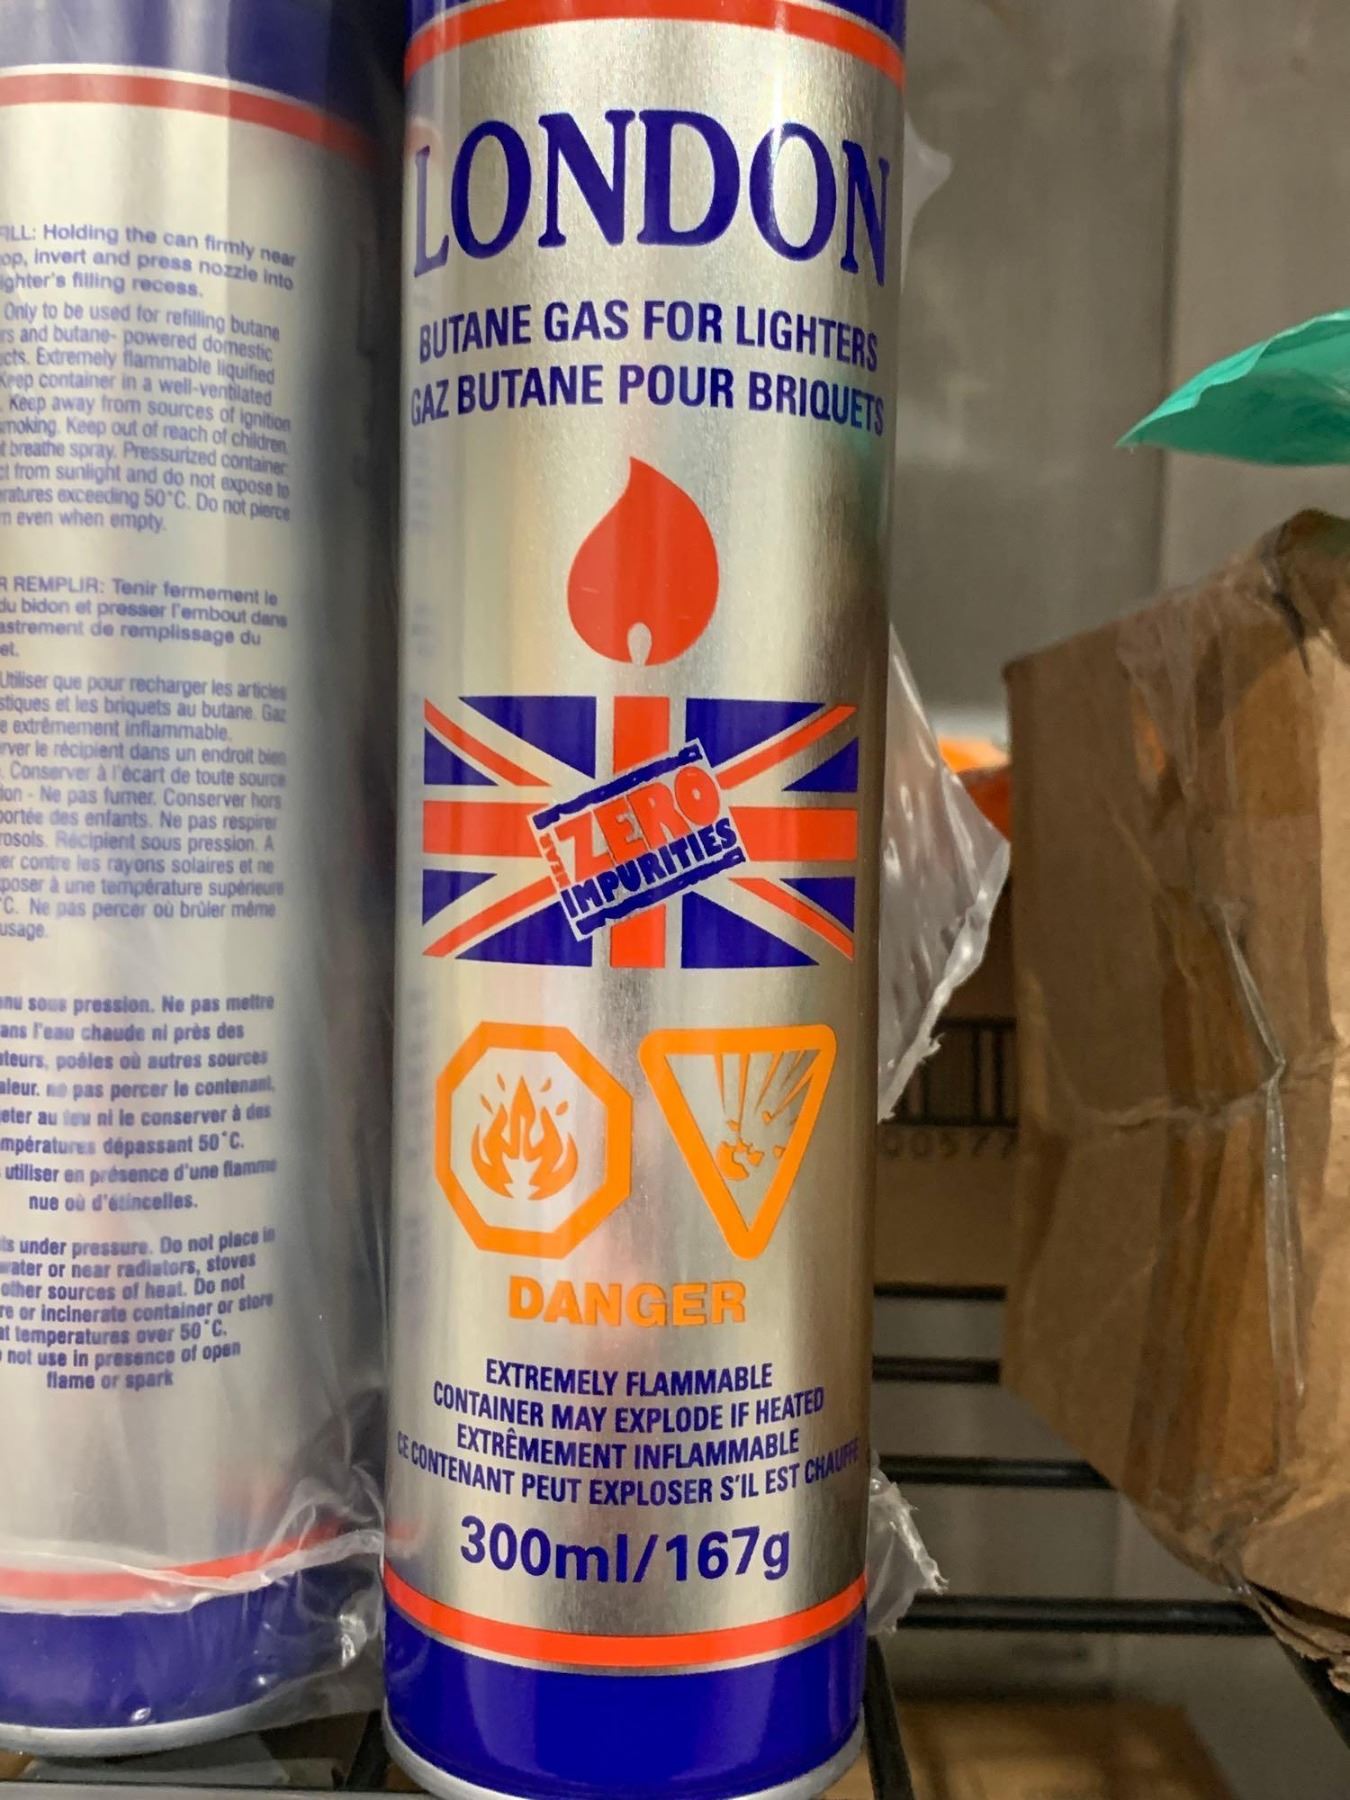 LONDON
BUTANE GAS FOR LIGHTERS
GAZ BUTANE POUR BRIQUETS
NEAR
ZERO
IMPURITIES
DANGER
EXTREMELY FLAMMABLE
CONTAINER MAY EXPLODE IF HEATED
EXTRÊMEMENT INFLAMMABLE
CE CONTENANT PEUT EXPLOSER S'IL EST CHAUFFE
300ml/167g
FILL: Holding the can firmly near
invert and press nozzle into
lighter's filling recess.
Only to be used for refilling butane
and butane- powered domestic
Extremely flammable liquified
Keep container in a well-ventilated
Keep away from sources of ignition
smoking. Keep out of reach of children.
breathe spray. Pressurized container:
from sunlight and do not expose to
exceeding 50°C. Do not pierce
even when empty.
REMPLIR: Tenir fermement le
du bidon et presser l'embout dans
de remplissage du
Utiliser que pour recharger les articles
et les briquets au butane. Gaz
extrêmement inflammable.
le récipient dans un endroit bien
Conserver à l'écart de toute source
- Ne pas fumer. Conserver hors
portée des enfants. Ne pas respirer
Récipient sous pression. A
contre les rayons solaires et ne
à une température supérieure
°C. Ne pas percer où brûler même
usage.
sous pression. Ne pas mettre
l'eau chaude ni près des
poêles où autres sources
ne pas percer le contenant,
au feu ni le conserver à des
températures dépassant 50°C.
utiliser en présence d'une flamme
nue où d'étincelles.
under pressure. Do not place in
water or near radiators, stoves
other sources of heat. Do not
or incinerate container or store
at temperatures over 50°C.
not use in presence of open
flame or spark